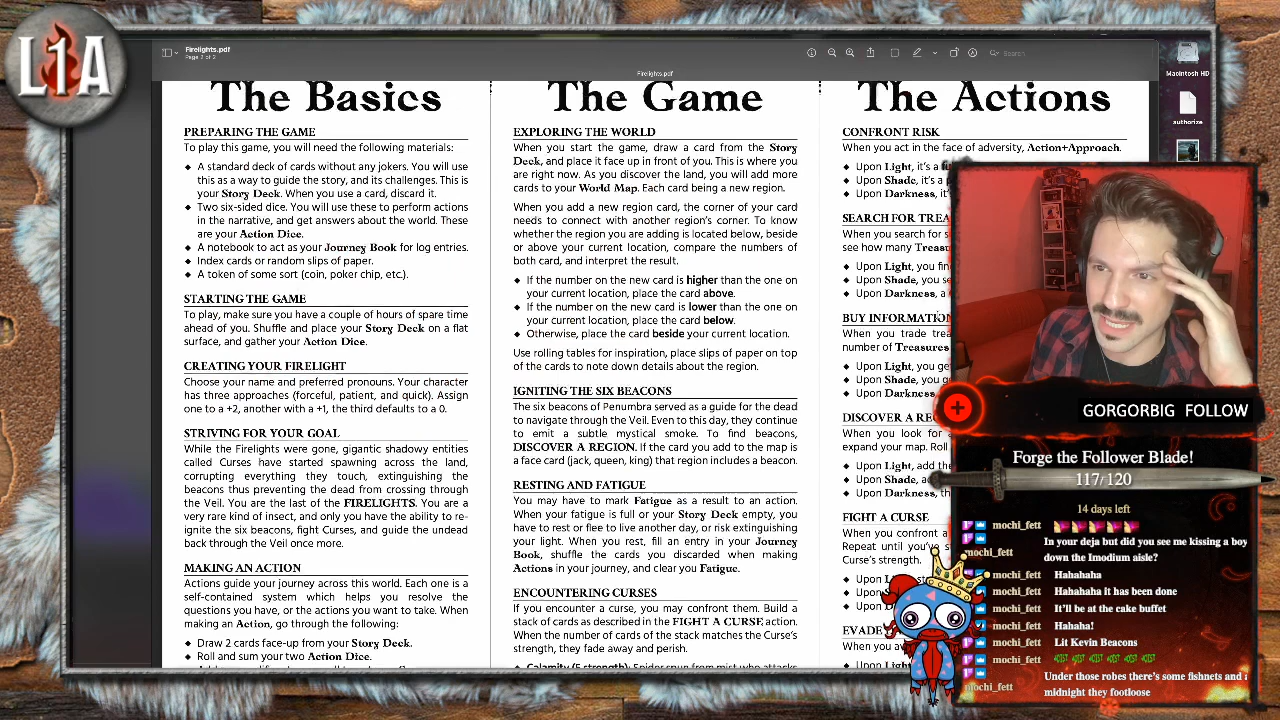 L1A
Firelights.pdf
Page 2 of 2
Search
Firelights.pdf
Macintosh HD
authorize
The Basics
PREPARING THE GAME
To play this game, you will need the following materials:
A standard deck of cards without any jokers. You will use
this as a way to guide the story, and its challenges. This is
your Story Deck. When you use a card, discard it.
Two six-sided dice. You will use these to perform actions
in the narrative, and get answers about the world. These
are your Action Dice.
A notebook to act as your Journey Book for log entries.
Index cards or random slips of paper.
A token of some sort (coin, poker chip, etc.).
STARTING THE GAME
To play, make sure you have a couple of hours of spare time
ahead of you. Shuffle and place your Story Deck on a flat
surface, and gather your Action Dice.
CREATING YOUR FIRELIGHT
Choose your name and preferred pronouns. Your character
has three approaches (forceful, patient, and quick). Assign
one to a +2, another with a +1, the third defaults to a 0.
STRIVING FOR YOUR GOAL
While the Firelights were gone, gigantic shadowy entities
called Curses have started spawning across the land,
corrupting everything they touch, extinguishing the
beacons thus preventing the dead from crossing through
the Veil. You are the last of the FIRELIGHTS. You are a
very rare kind of insect, and only you have the ability to re-
ignite the six beacons, fight Curses, and guide the undead
back through the Veil once more.
MAKING AN ACTION
Actions guide your journey across this world. Each one is a
self-contained system which helps you resolve the
questions you have, or the actions you want to take. When
making an Action, go through the following:
Draw 2 cards face-up from your Story Deck.
Roll and sum your two Action Dice.
The Game
EXPLORING THE WORLD
When you start the game, draw a card from the Story
Deck, and place it face up in front of you. This is where you
are right now. As you discover the land, you will add more
cards to your World Map. Each card being a new region.
When you add a new region card, the corner of your card
needs to connect with another region's corner. To know
whether the region you are adding is located below, beside
or above your current location, compare the numbers of
both card, and interpret the result.
If the number on the new card is higher than the one on
your current location, place the card above.
If the number on the new card is lower than the one on
your current location, place the card below.
Otherwise, place the card beside your current location.
Use rolling tables for inspiration, place slips of paper on top
of the cards to note down details about the region.
IGNITING THE SIX BEACONS
The six beacons of Penumbra served as a guide for the dead
to navigate through the Veil. Even to this day, they continue
to emit a subtle mystical smoke. To find beacons,
DISCOVER A REGION. If the card you add to the map is
a face card (jack, queen, king) that region includes a beacon.
RESTING AND FATIGUE
You may have to mark Fatigue as a result to an action.
When your fatigue is full or your Story Deck empty, you
have to rest or flee to live another day, or risk extinguishing
your light. When you rest, fill an entry in your Journey
Book, shuffle the cards you discarded when making
Actions in your journey, and clear you Fatigue.
ENCOUNTERING CURSES
If you encounter a curse, you may confront them. Build a
stack of cards as described in the FIGHT A CURSE action.
When the number of cards of the stack matches the Curse's
strength, they fade away and perish.
Calamity (5 strength): Spider spun from mist who attacks
The Actions
CONFRONT RISK
When you act in the face of adversity, Action+Approach.
Upon Light, it's a
Upon Shade, it's a
Upon Darkness, it'
SEARCH FOR TREA
When you search for
see how many Treasu
Upon Light, you fin
Upon Shade, you se
Upon Darkness, a
BUY INFORMATION
When you trade trea
number of Treasures
Upon Light, you get
Upon Shade, you g
Upon Darkness
DISCOVER A RE
When you look for
expand your map. Roll
Upon Light, add the
Upon Shade, a
Upon Darkness, th
FIGHT A CURSE
When you confront a
Repeat until you've s
Curse's strength.
Upon
Upon
Upon
EVADE
When you a
Upon Light
GORGORBIG FOLLOW
Forge the Follower Blade!
117/120
14 days left
mochi_fett
mochi_fett In your deja but did you see me kissing a boy
down the Imodium aisle?
mochi_fett Hahahaha
mochi_fett Hahahaha it has been done
mochi_fett It'll be at the cake buffet
mochi_fett Hahaha!
mochi_fett Lit Kevin Beacons
mochi_fett
mochi_fett Under those robes there's some fishnets and
midnight they footloose